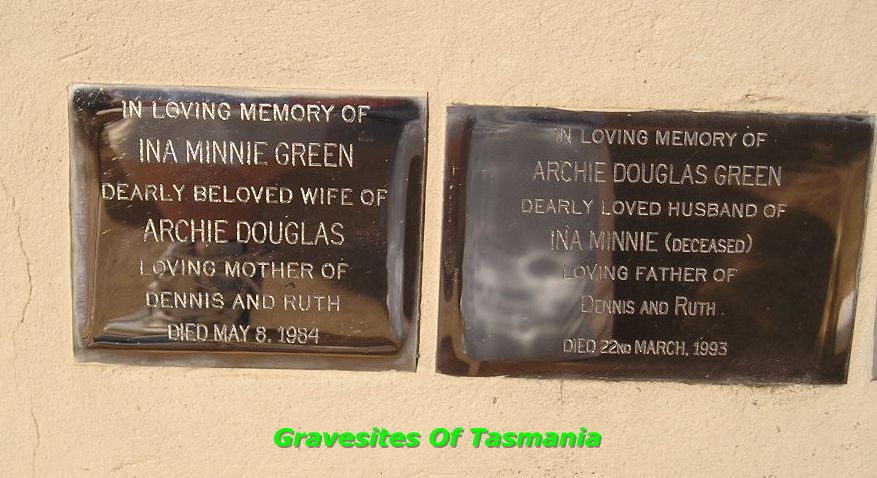 IN LOVING MEMORY OF
INA MINNIE GREEN
DEARLY BELOVED WIFE OF
ARCHIE DOUGLAS
LOVING MOTHER OF
DENNIS AND RUTH
DIED MAY 8, 1984
IN LOVING MEMORY OF
ARCHIE DOUGLAS GREEN
DEARLY LOVED HUSBAND OF
INA MINNIE (DECEASED)
LOVING FATHER OF
DENNIS AND RUTH
DIED 22ND MARCH, 1993
Gravesites Of Tasmania